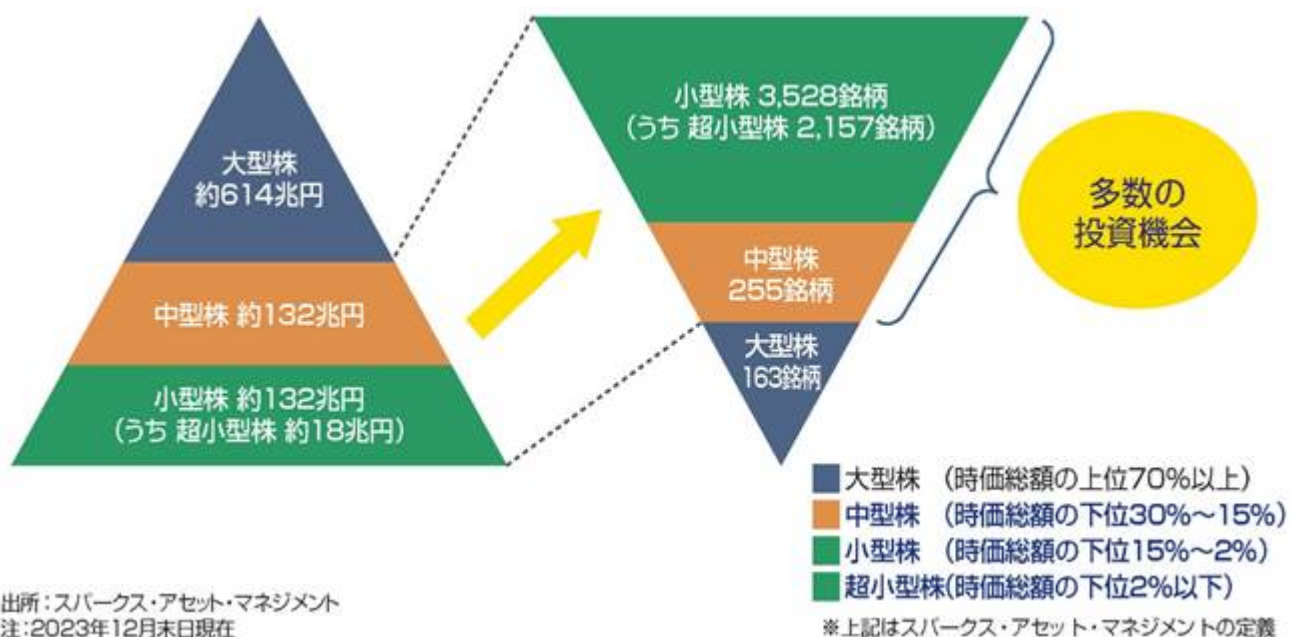 大型株
約614兆円
中型株 約132兆円
小型株 約132兆円
(うち 超小型株 約18兆円)
小型株 3,528銘柄
(うち 超小型株 2,157銘柄)
中型株
255銘柄
大型株
163銘柄
多数の
投資機会
大型株 (時価総額の上位70%以上)
中型株 (時価総額の下位30%~15%)
小型株 (時価総額の下位15%~2%)
超小型株(時価総額の下位2%以下)
※上記はスパークス・アセット・マネジメントの定義
出所:スパークス・アセット・マネジメント
注:2023年12月末日現在